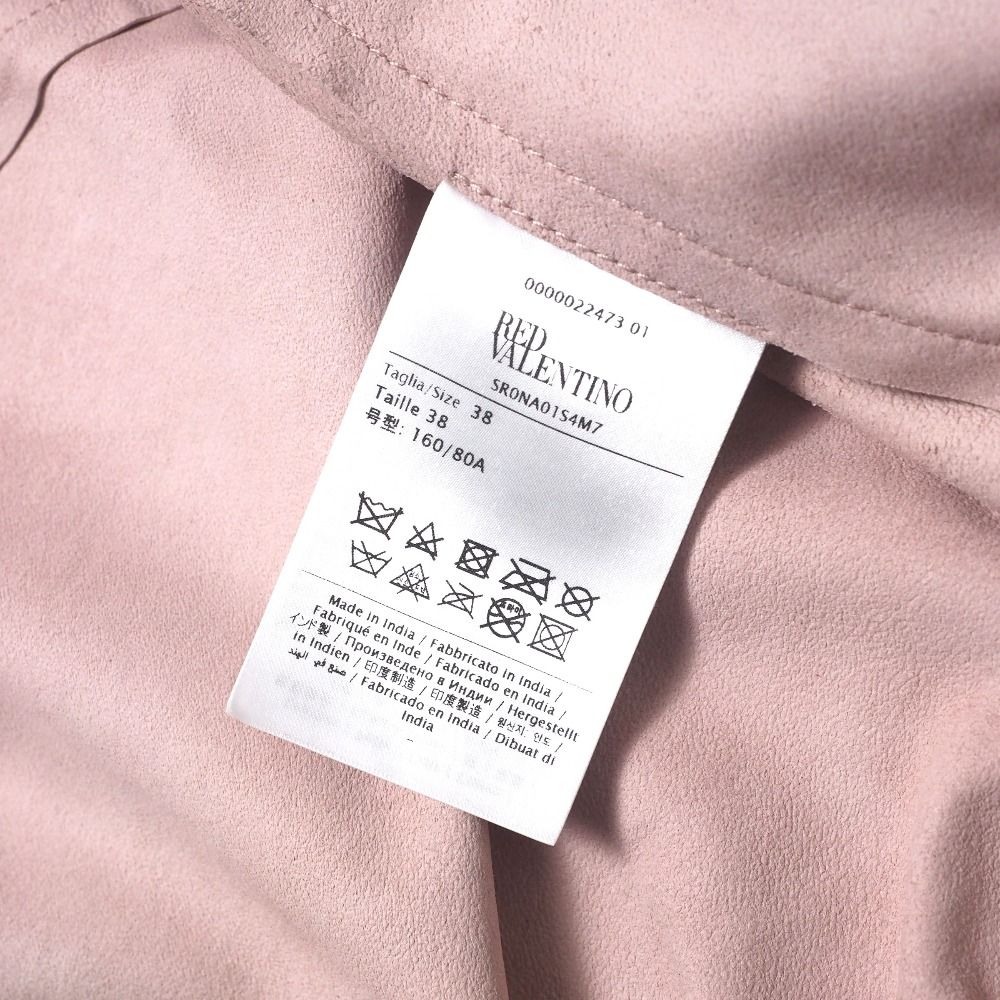 0000022473 01
RED
VALENTINO
SR0NA01S4M7
Taglia/Size 38
Taille 38
号型: 160/80A
Made in India / Fabbricato in India /
Fabriqué en Inde / Fabricado en India /
インド製 / Произведено в Индии / Hergestellt
in Indien / 印度制造 / 印度製造 / 원산지: 인도 /
صنع في الهند / Fabricado en India / Dibuat di
India